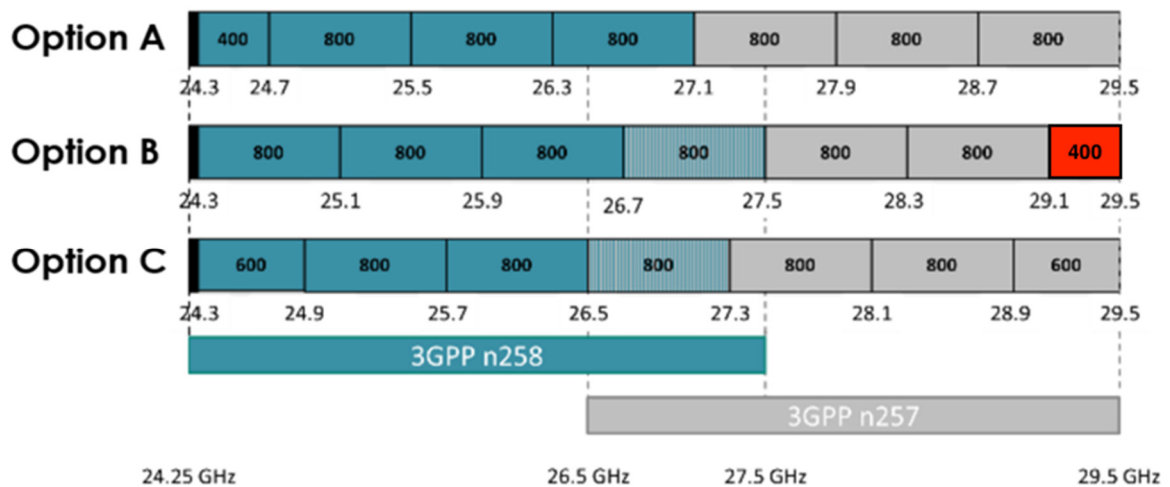 Option A 400 800 800 800 800 800 800
24.3 24.7 25.5 26.3 27.1 27.9 28.7 29.5
Option B 800 800 800 800 800 800 400
24.3 25.1 25.9 26.7 27.5 28.3 29.1 29.5
Option C 600 800 800 800 800 800 600
24.3 24.9 25.7 26.5 27.3 28.1 28.9 29.5
3GPP n258
3GPP n257
24.25 GHz 26.5 GHz 27.5 GHz 29.5 GHz